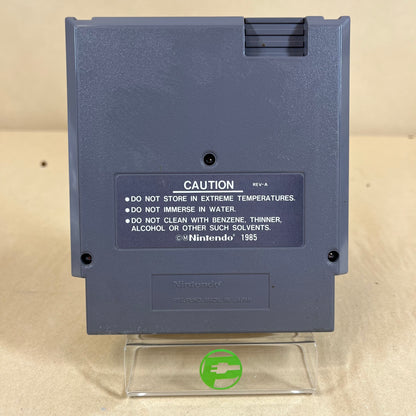 CAUTION REV-A
●DO NOT STORE IN EXTREME TEMPERATURES.
●DO NOT IMMERSE IN WATER.
●DO NOT CLEAN WITH BENZENE, THINNER,
ALCOHOL OR OTHER SUCH SOLVENTS.
©Ⓜ Nintendo® 1985
Nintendo®